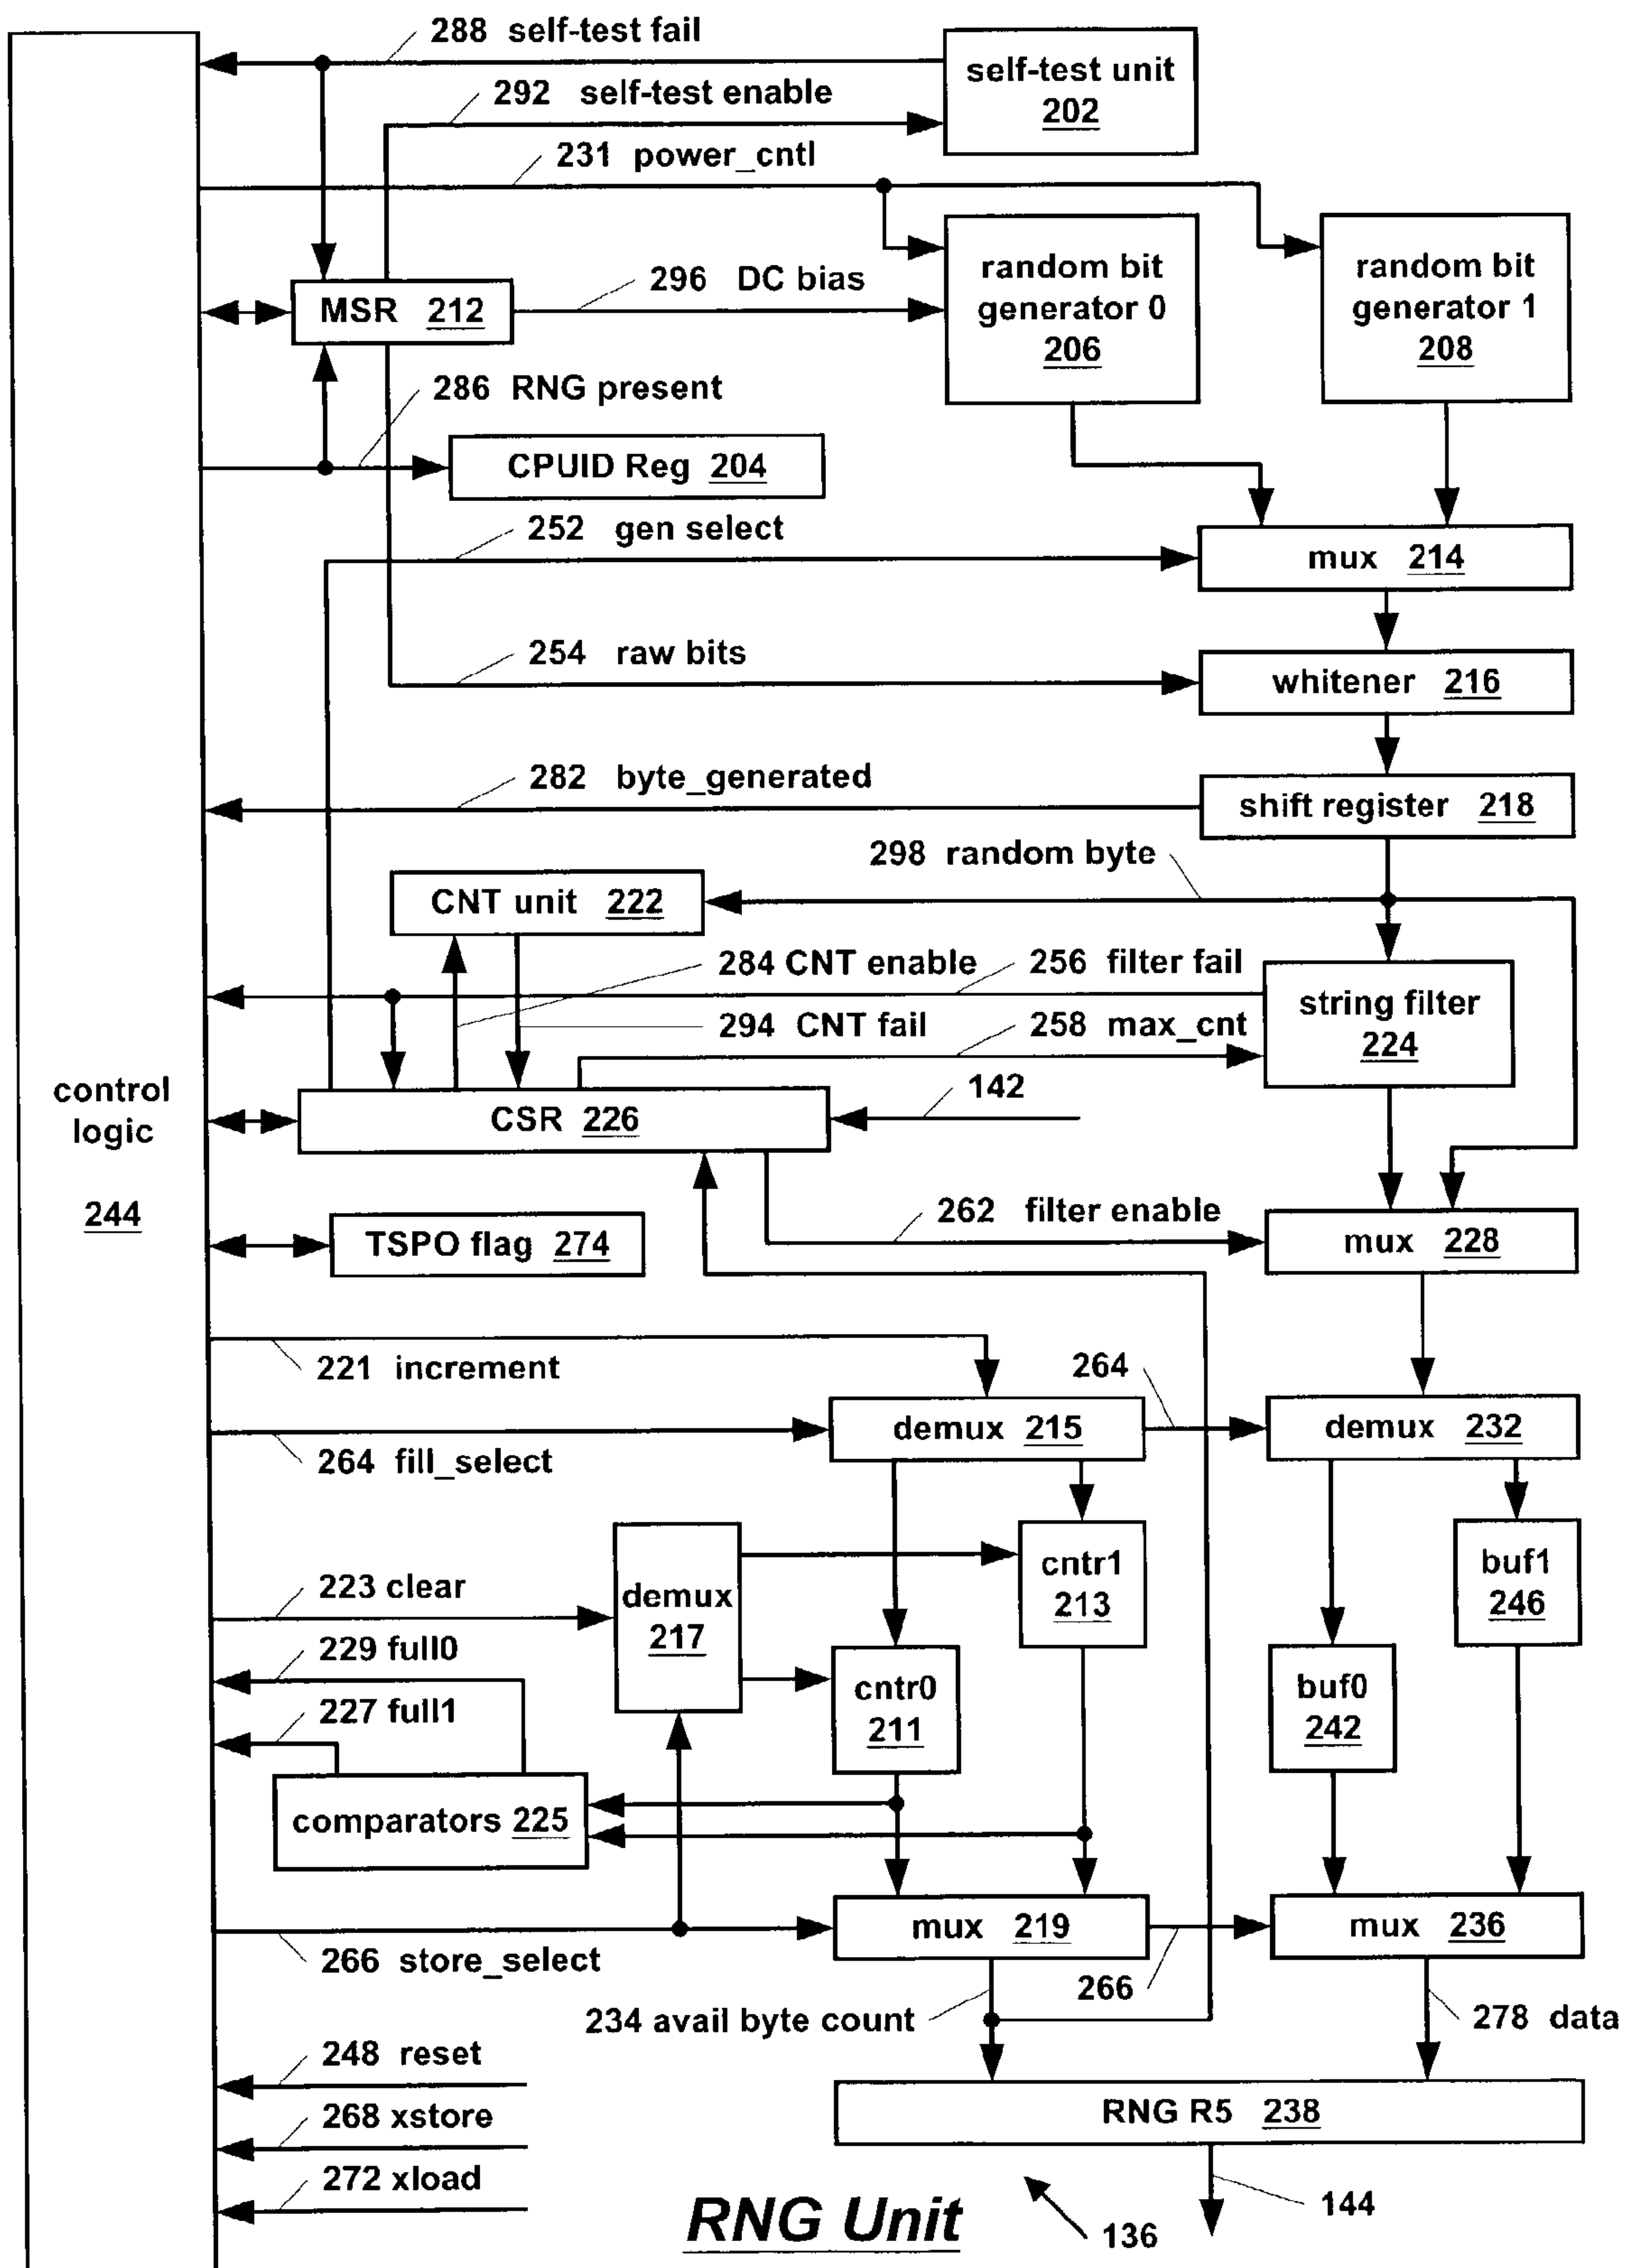 288 self-test fail
self-test unit
202
292 self-test enable
231 power_cntl
random bit
generator 0
206
random bit
generator 1
208
296 DC bias
MSR 212
286 RNG present
CPUID Reg 204
252 gen select
mux 214
254 raw bits
whitener 216
282 byte_generated
shift register 218
298 random byte
CNT unit 222
284 CNT enable
256 filter fail
string filter
224
294 CNT fail
258 max_cnt
control
logic
244
142
CSR 226
262 filter enable
mux 228
TSPO flag 274
221 increment
264
demux 215
demux 232
264 fill_select
cntr1
213
buf1
246
223 clear
demux
217
229 full0
cntr0
211
buf0
242
227 full1
comparators 225
mux 219
mux 236
266 store_select
266
234 avail byte count
278 data
248 reset
RNG R5 238
268 xstore
272 xload
144
RNG Unit
136